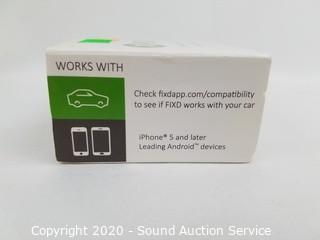 WORKS WITH
Check fixdapp.com/compatibility
to see if FIXD works with your car
iPhone® 5 and later
Leading Android™ devices
Copyright 2020 - Sound Auction Service